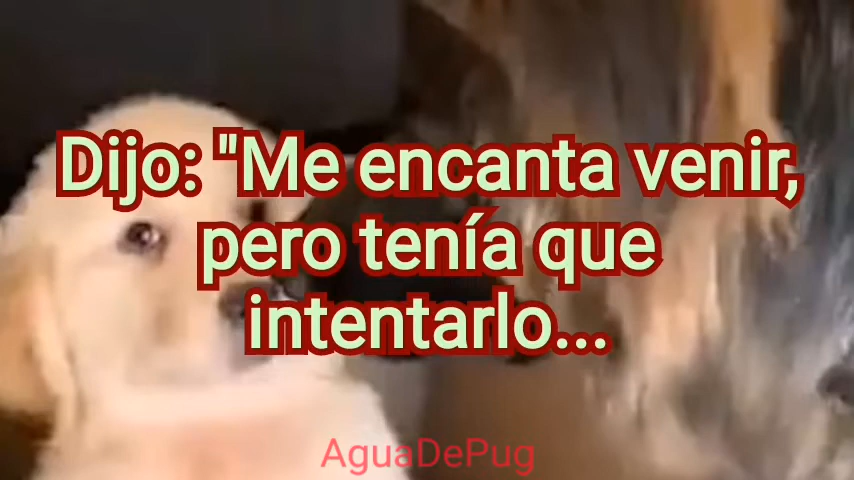 Dijo: "Me encanta venir,
pero tenía que
intentarlo...
AguaDePug